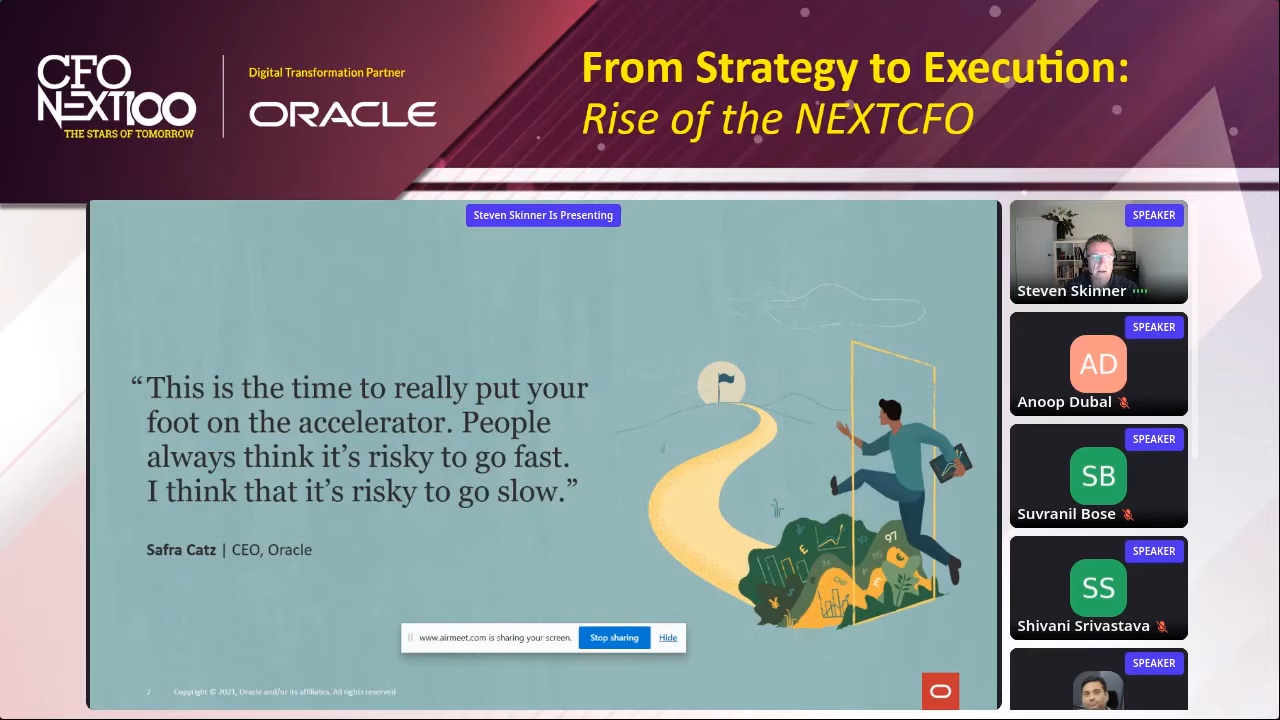 CFO
NEXT100
THE STARS OF TOMORROW
Digital Transformation Partner
ORACLE
From Strategy to Execution:
Rise of the NEXTCFO
Steven Skinner Is Presenting
“This is the time to really put your
foot on the accelerator. People
always think it’s risky to go fast.
I think that it’s risky to go slow.”
Safra Catz | CEO, Oracle
www.airmeet.com is sharing your screen.
Stop sharing
Hide
2 Copyright © 2021, Oracle and/or its affiliates. All rights reserved
SPEAKER
Steven Skinner
SPEAKER
AD
Anoop Dubal
SPEAKER
SB
Suvranil Bose
SPEAKER
SS
Shivani Srivastava
SPEAKER